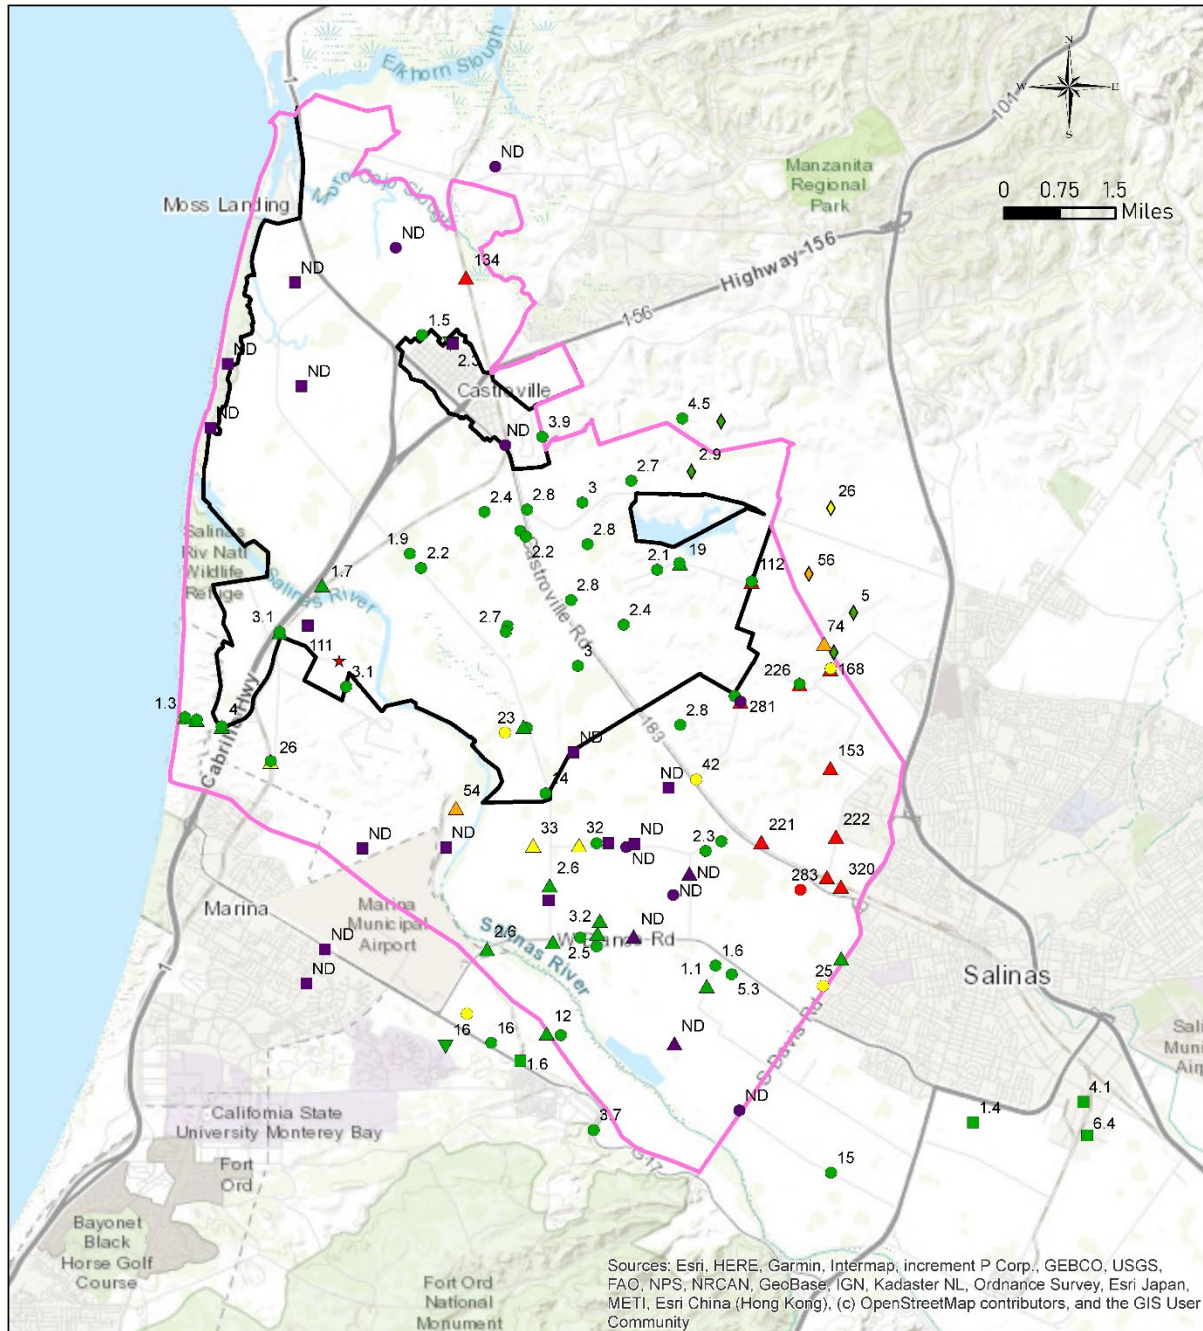 Elkhorn Slough
1
101
N
W
E
S
ND
Manzanita
Regional
Park
0 0.75 1.5
Miles
Moss Landing
Moro Cojo Slough
ND
Highway-156
ND
134
156
1.5
2.3
ND
ND
Castroville
ND
3.9
4.5
ND
2.9
2.7
26
2.4
2.8
3
Salinas
Riv Natl
Wildlife
Refuge
1.9
2.2
2.2
2.8
Castroville-Rd
2.1
19
112
56
1.7
Salinas River
2.8
5
2.7
2.4
3.1
74
111
3.1
3
226
168
1.3
4
281
23
2.8
ND
183
Cabrillo Hwy
26
153
42
ND
14
54
33
32
ND
221
222
ND
ND
ND
2.3
ND
2.6
ND
283
320
Marina
Marina
Municipal
Airport
3.2
ND
ND
2.6
Salinas River
2.5
1.6
1.1
5.3
25
Salinas
ND
1
16
16
12
ND
S Davis Rd
1.6
ND
4.1
California State
University Monterey Bay
3.7
1.4
6.4
G17
Fort
Ord
15
Bayonet
Black
Horse Golf
Course
Fort Ord
National
Monument
Sources: Esri, HERE, Garmin, Intermap, increment P Corp., GEBCO, USGS,
FAO, NPS, NRCAN, GeoBase, IGN, Kadaster NL, Ordnance Survey, Esri Japan,
METI, Esri China (Hong Kong), (c) OpenStreetMap contributors, and the GIS User
Community